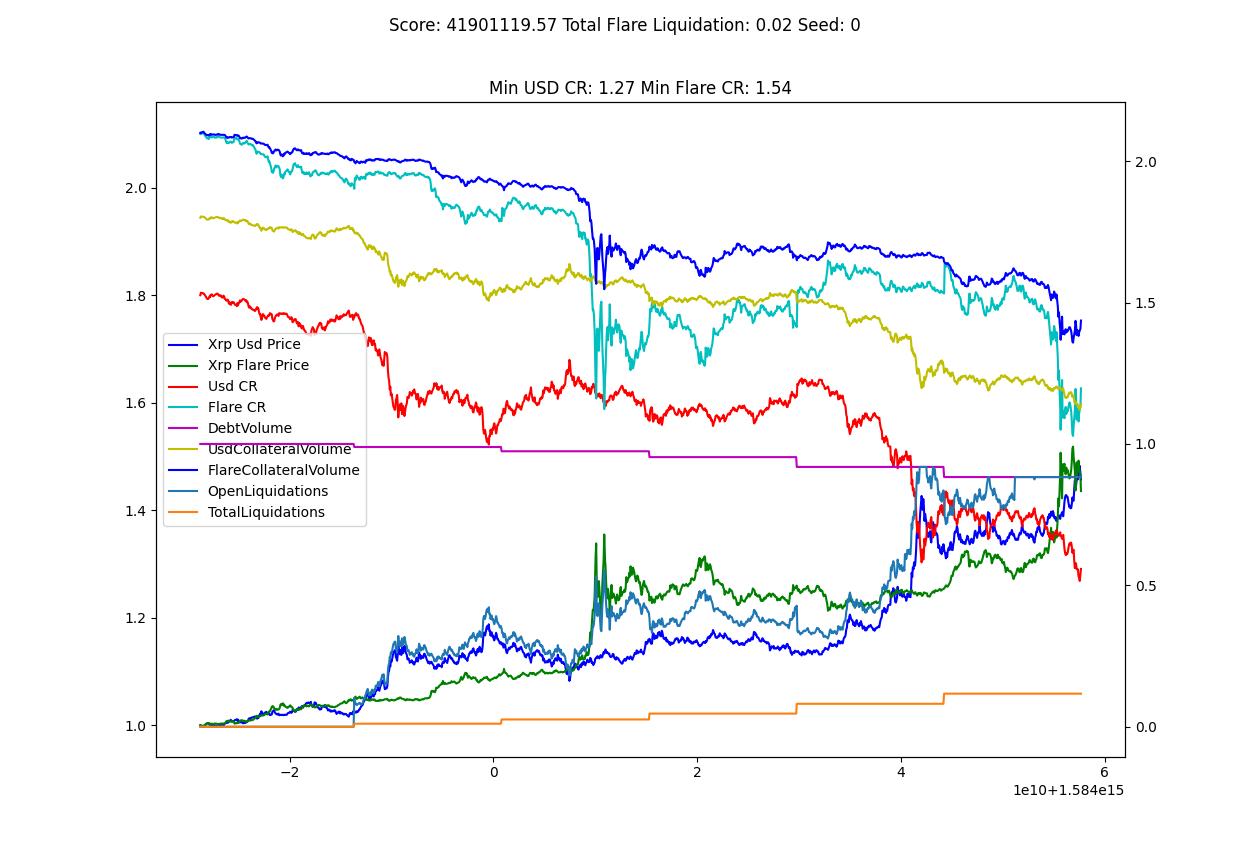 Score: 41901119.57 Total Flare Liquidation: 0.02 Seed: 0
Min USD CR: 1.27 Min Flare CR: 1.54
2.0
1.8
1.6
1.4
1.2
1.0
Xrp Usd Price
Xrp Flare Price
Usd CR
Flare CR
DebtVolume
UsdCollateralVolume
FlareCollateralVolume
OpenLiquidations
TotalLiquidations
2.0
1.5
1.0
0.5
0.0
−2 0 2 4 6
1e10+1.584e15